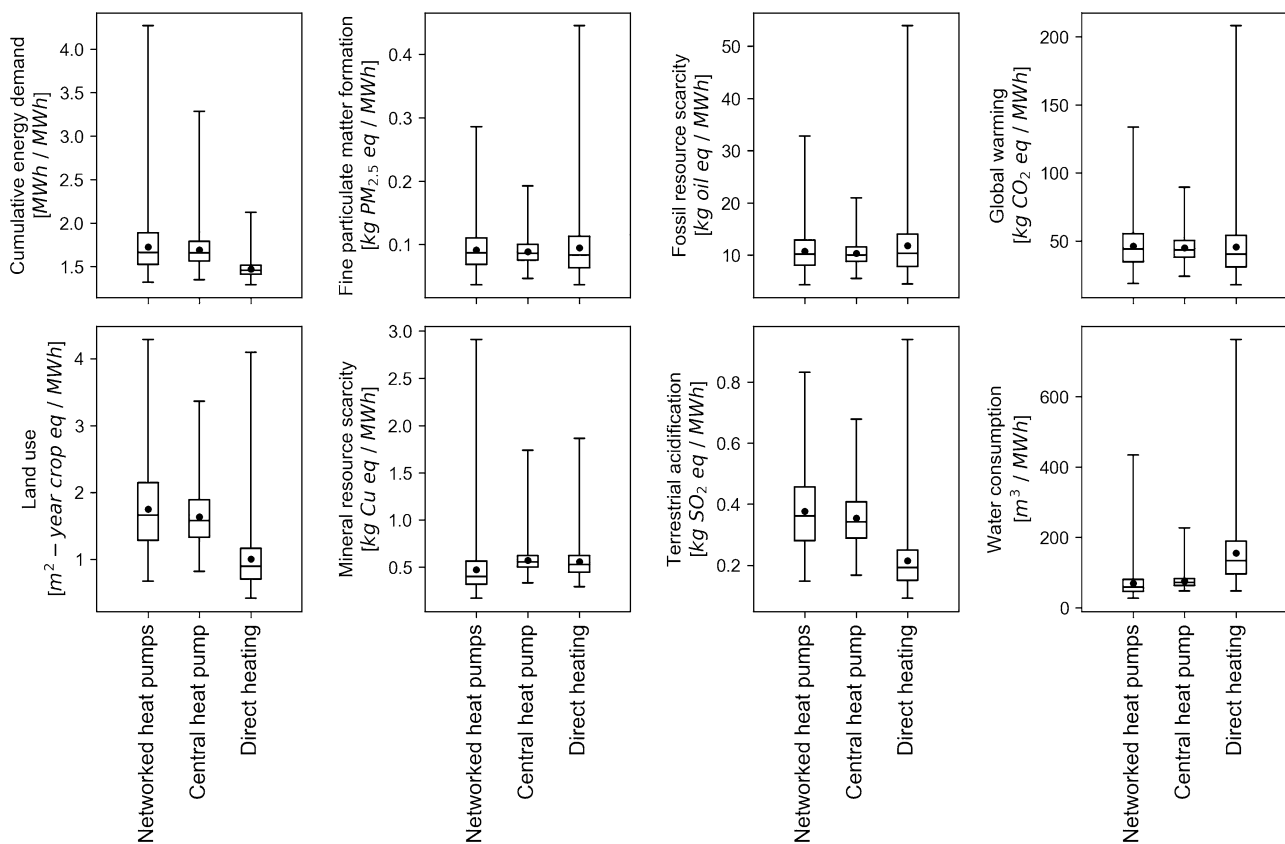 Cumulative energy demand
[MWh / MWh]
4.0
3.5
3.0
2.5
2.0
1.5
Fine particulate matter formation
[kg PM2.5 eq / MWh]
0.4
0.3
0.2
0.1
Fossil resource scarcity
[kg oil eq / MWh]
50
40
30
20
10
Global warming
[kg CO2 eq / MWh]
200
150
100
50
Land use
[m² − year crop eq / MWh]
4
3
2
1
Mineral resource scarcity
[kg Cu eq / MWh]
3.0
2.5
2.0
1.5
1.0
0.5
Terrestrial acidification
[kg SO2 eq / MWh]
0.8
0.6
0.4
0.2
Water consumption
[m³ / MWh]
600
400
200
0
Networked heat pumps
Central heat pump
Direct heating
Networked heat pumps
Central heat pump
Direct heating
Networked heat pumps
Central heat pump
Direct heating
Networked heat pumps
Central heat pump
Direct heating